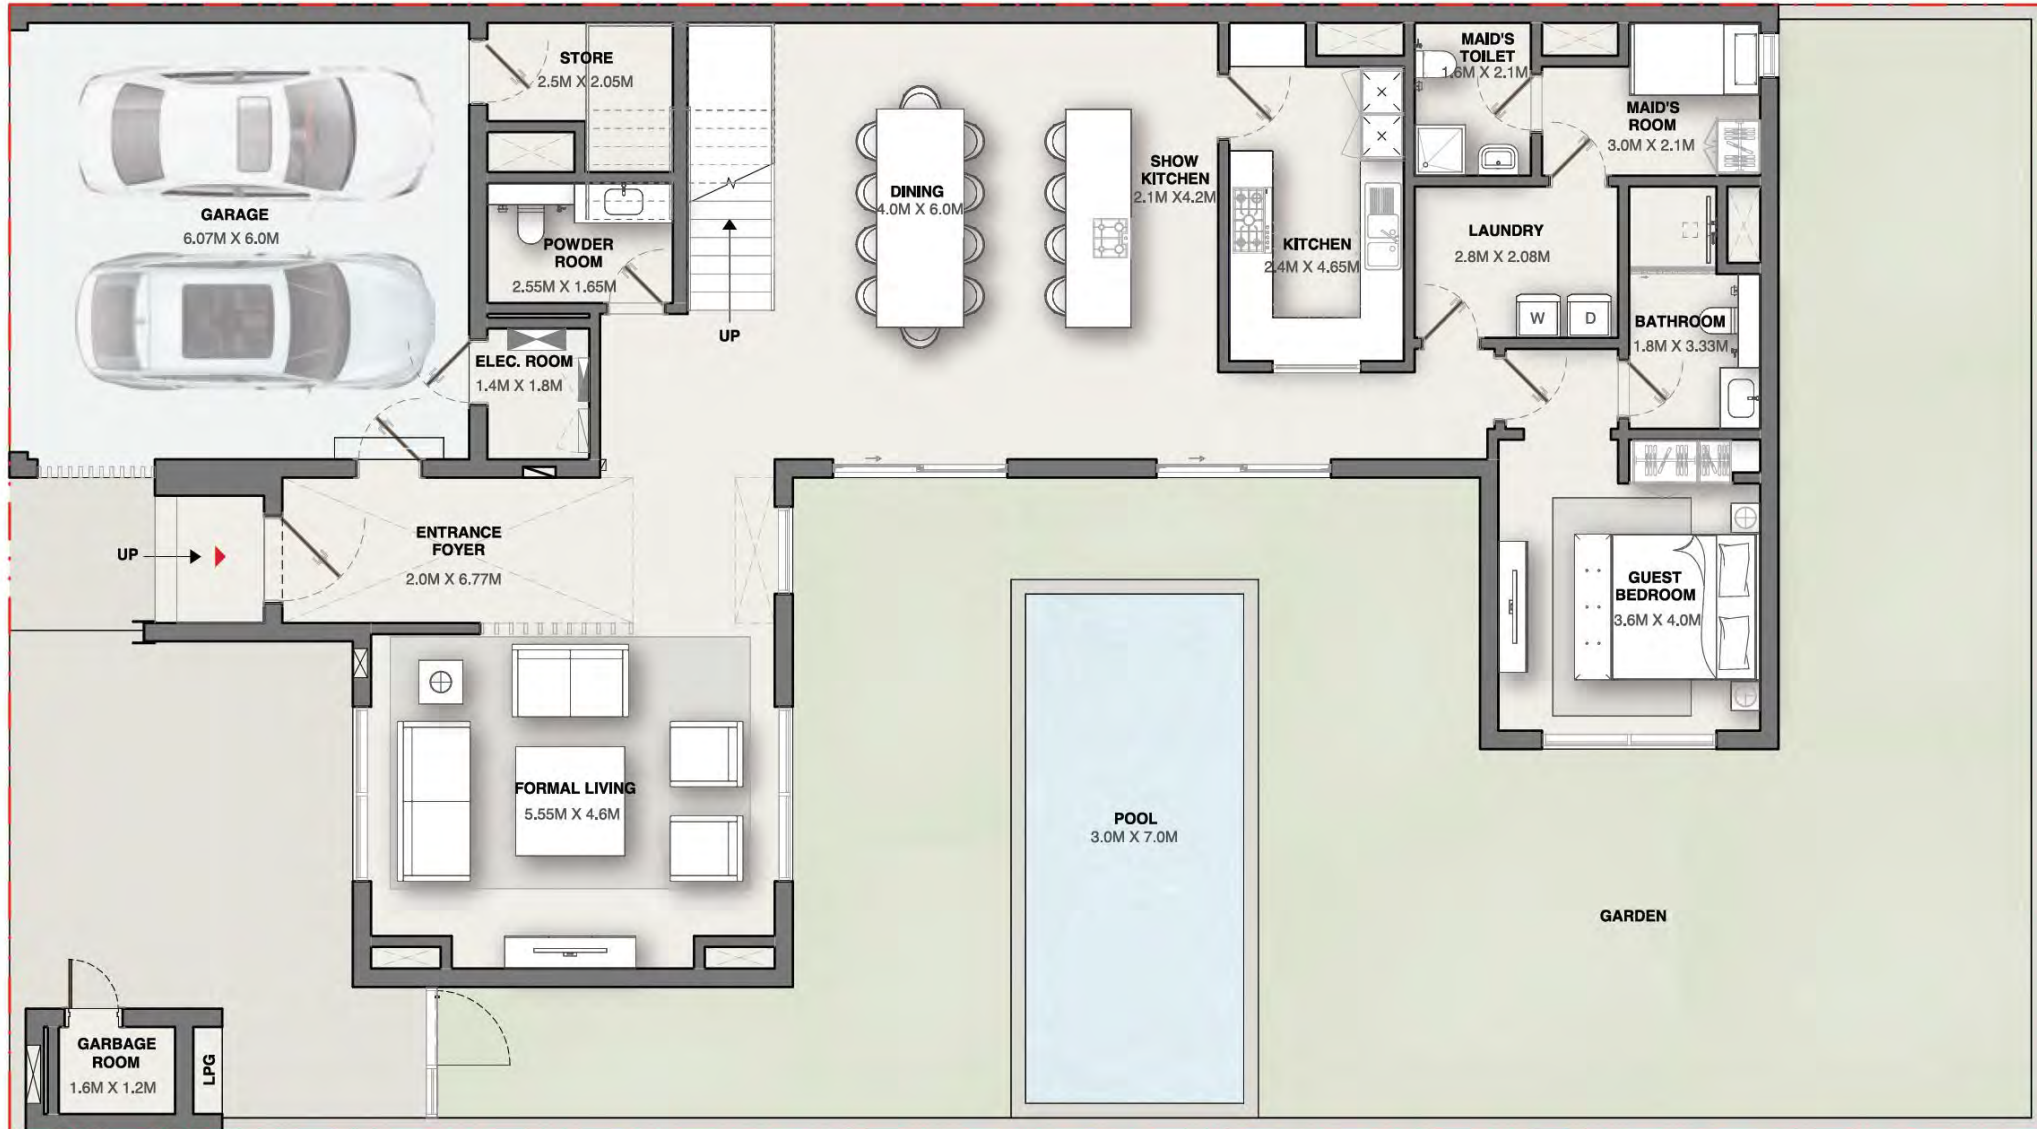 STORE
2.5M X 2.05M
MAID'S
TOILET
1.6M X 2.1M
MAID'S
ROOM
3.0M X 2.1M
GARAGE
6.07M X 6.0M
POWDER
ROOM
2.55M X 1.65M
UP
DINING
4.0M X 6.0M
SHOW
KITCHEN
2.1M X4.2M
KITCHEN
2.4M X 4.65M
LAUNDRY
2.8M X 2.08M
W
D
BATHROOM
1.8M X 3.33M
ELEC. ROOM
1.4M X 1.8M
UP
ENTRANCE
FOYER
2.0M X 6.77M
GUEST
BEDROOM
3.6M X 4.0M
FORMAL LIVING
5.55M X 4.6M
POOL
3.0M X 7.0M
GARDEN
GARBAGE
ROOM
1.6M X 1.2M
LPG